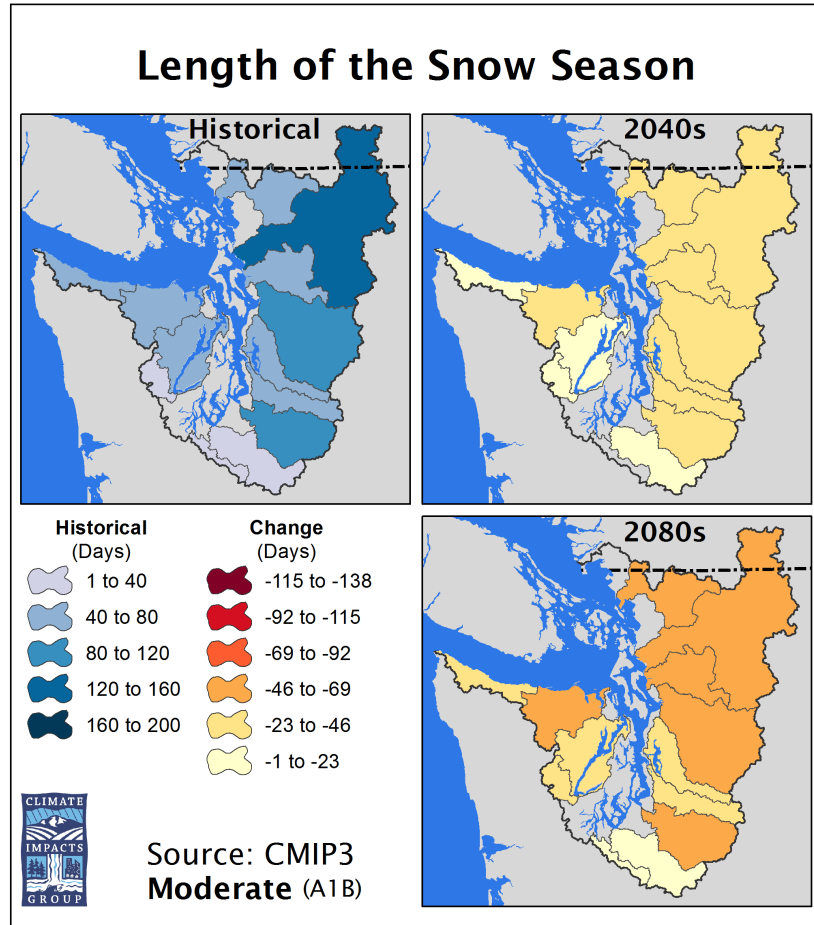 Length of the Snow Season
Historical
2040s
Historical
(Days)
1 to 40
40 to 80
80 to 120
120 to 160
160 to 200
Change
(Days)
-115 to -138
-92 to -115
-69 to -92
-46 to -69
-23 to -46
-1 to -23
2080s
CLIMATE
IMPACTS
GROUP
Source: CMIP3
Moderate (A1B)